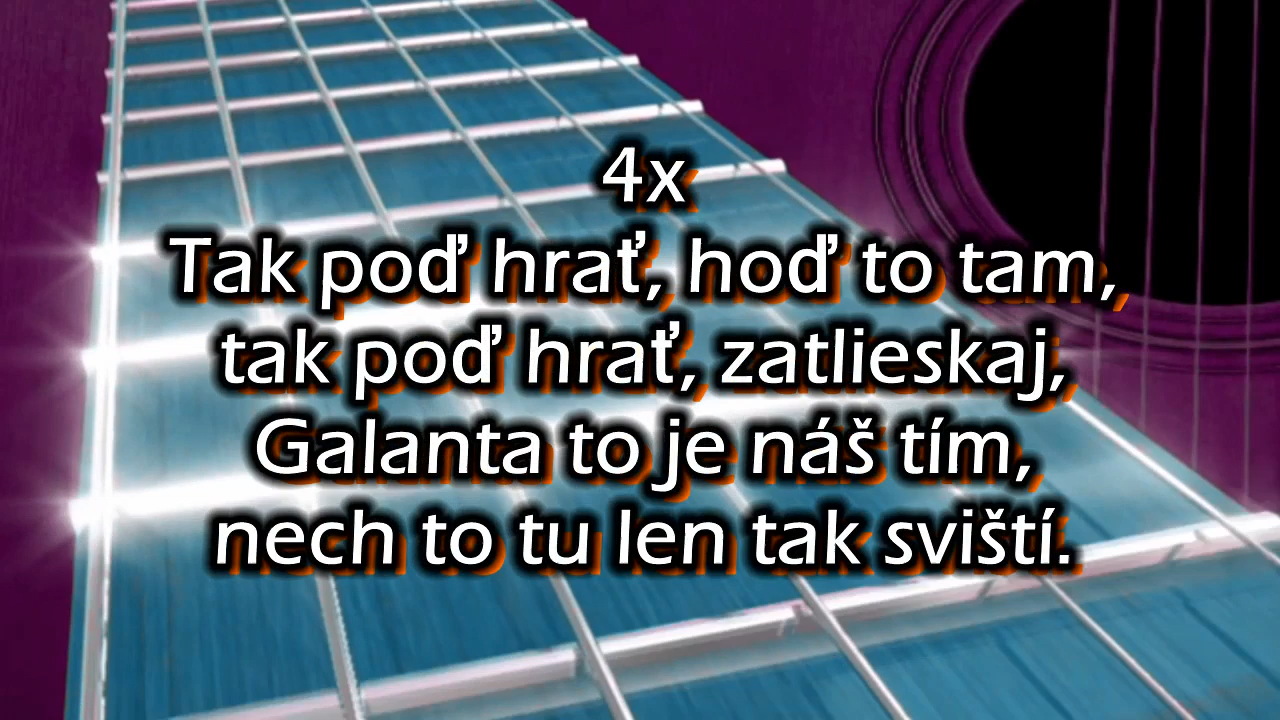 4x
Tak poď hrať, hoď to tam,
tak poď hrať, zatlieskaj,
Galanta to je náš tím,
nech to tu len tak sviští.